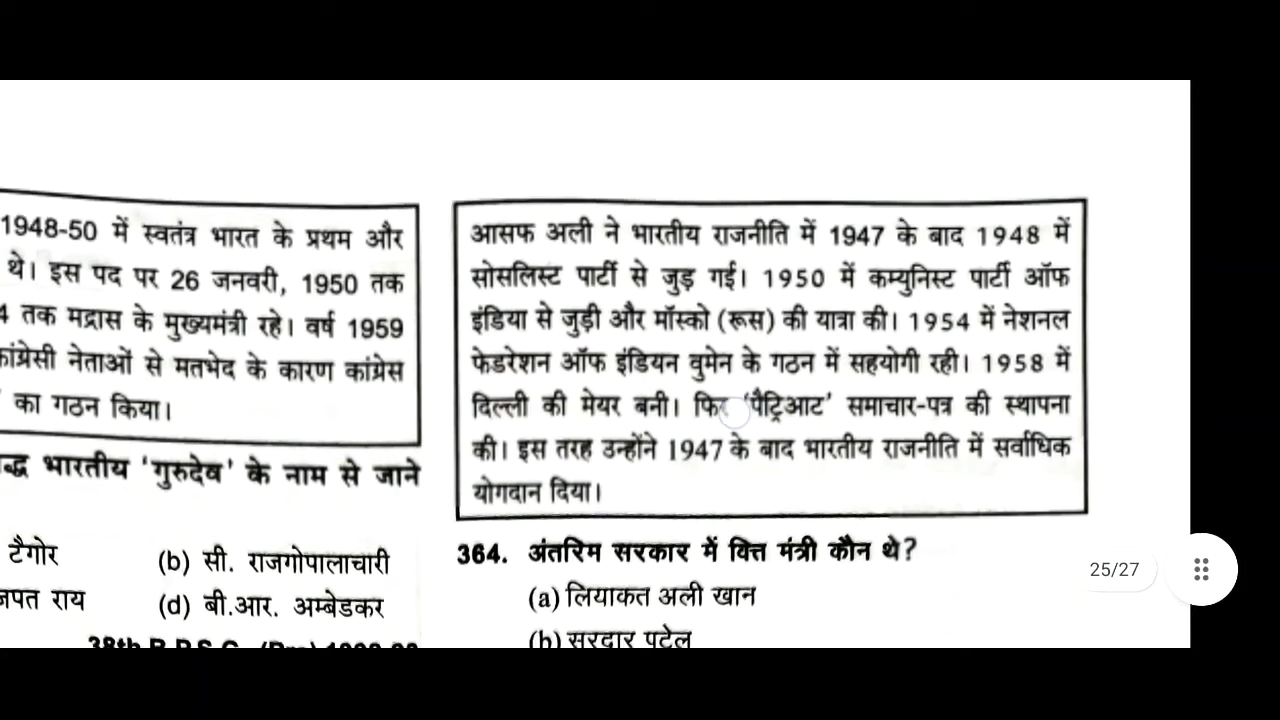 1948-50 में स्वतंत्र भारत के प्रथम और
थे। इस पद पर 26 जनवरी, 1950 तक
4 तक मद्रास के मुख्यमंत्री रहे। वर्ष 1959
कांग्रेसी नेताओं से मतभेद के कारण कांग्रेस
का गठन किया।
भारतीय 'गुरुदेव' के नाम से जाने
टैगोर
(b) सी. राजगोपालाचारी
राय
(d) बी.आर. अम्बेडकर
38th B.P.S.C. (Pre)
आसफ अली ने भारतीय राजनीति में 1947 के बाद 1948 में
सोसलिस्ट पार्टी से जुड़ गई। 1950 में कम्युनिस्ट पार्टी ऑफ
इंडिया से जुड़ी और मॉस्को (रूस) की यात्रा की। 1954 में नेशनल
फेडरेशन ऑफ इंडियन वुमेन के गठन में सहयोगी रही। 1958 में
दिल्ली की मेयर बनी। फिर 'पैट्रिआट' समाचार-पत्र की स्थापना
की। इस तरह उन्होंने 1947 के बाद भारतीय राजनीति में सर्वाधिक
योगदान दिया।
364. अंतरिम सरकार में वित्त मंत्री कौन थे?
(a) लियाकत अली खान
(b) सरदार पटेल
25/27